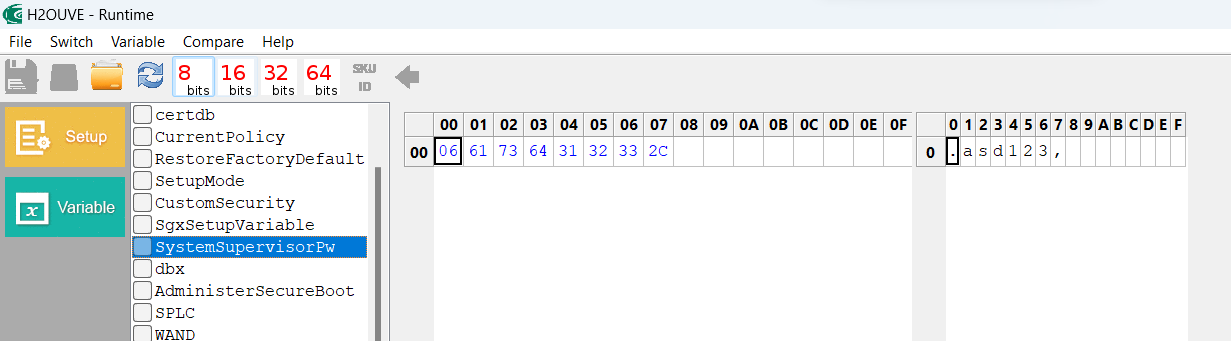 H2OUVE - Runtime
File Switch Variable Compare Help
8 bits 16 bits 32 bits 64 bits SKU ID
Setup
Variable
certdb
CurrentPolicy
RestoreFactoryDefault
SetupMode
CustomSecurity
SgxSetupVariable
SystemSupervisorPw
dbx
AdministerSecureBoot
SPLC
WAND
00 01 02 03 04 05 06 07 08 09 0A 0B 0C 0D 0E 0F
00 06 61 73 64 31 32 33 2C
0 1 2 3 4 5 6 7 8 9 A B C D E F
0 . a s d 1 2 3 ,